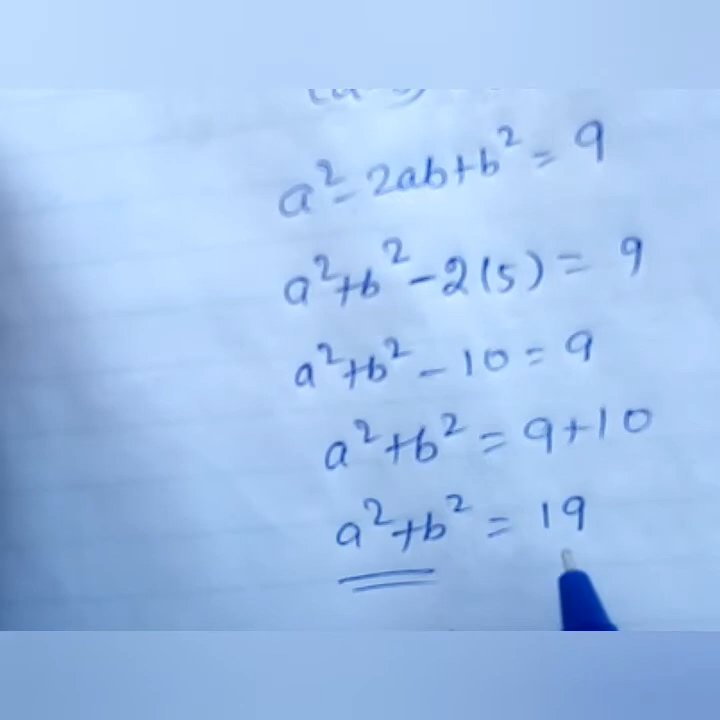 a² - 2ab + b² = 9
a² + b² - 2(5) = 9
a² + b² - 10 = 9
a² + b² = 9 + 10
a² + b² = 19